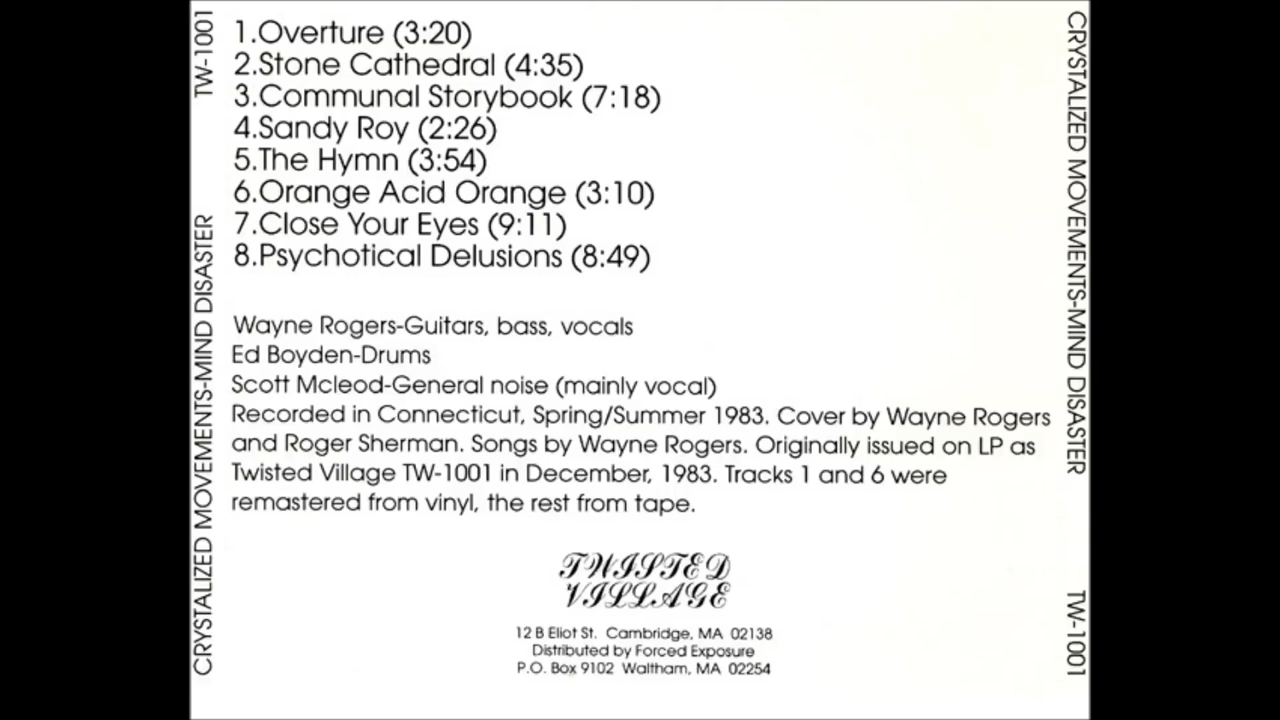 TW-1001
CRYSTALIZED MOVEMENTS-MIND DISASTER
1.Overture (3:20)
2.Stone Cathedral (4:35)
3.Communal Storybook (7:18)
4.Sandy Roy (2:26)
5.The Hymn (3:54)
6.Orange Acid Orange (3:10)
7.Close Your Eyes (9:11)
8.Psychotical Delusions (8:49)
Wayne Rogers-Guitars, bass, vocals
Ed Boyden-Drums
Scott Mcleod-General noise (mainly vocal)
Recorded in Connecticut, Spring/Summer 1983. Cover by Wayne Rogers
and Roger Sherman. Songs by Wayne Rogers. Originally issued on LP as
Twisted Village TW-1001 in December, 1983. Tracks 1 and 6 were
remastered from vinyl, the rest from tape.
TWISTED
VILLAGE
12 B Eliot St. Cambridge, MA 02138
Distributed by Forced Exposure
P.O. Box 9102 Waltham, MA 02254
CRYSTALIZED MOVEMENTS-MIND DISASTER
TW-1001